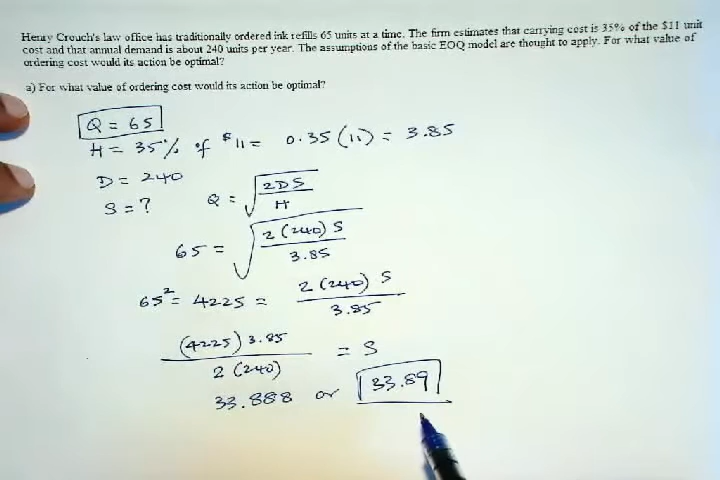 Henry Crouch's law office has traditionally ordered ink refills 65 units at a time. The firm estimates that carrying cost is 35% of the $11 unit
cost and that annual demand is about 240 units per year. The assumptions of the basic EOQ model are thought to apply. For what value of
ordering cost would its action be optimal?
a) For what value of ordering cost would its action be optimal?
Q = 65
H = 35% of $11 = 0.35 (11) = 3.85
D = 240
S = ? Q = √2DS/H
65 = √2(240) S/3.85
65² = 4225 = 2(240) S/3.85
(4225) 3.85/2(240) = S
33.888 or 33.89